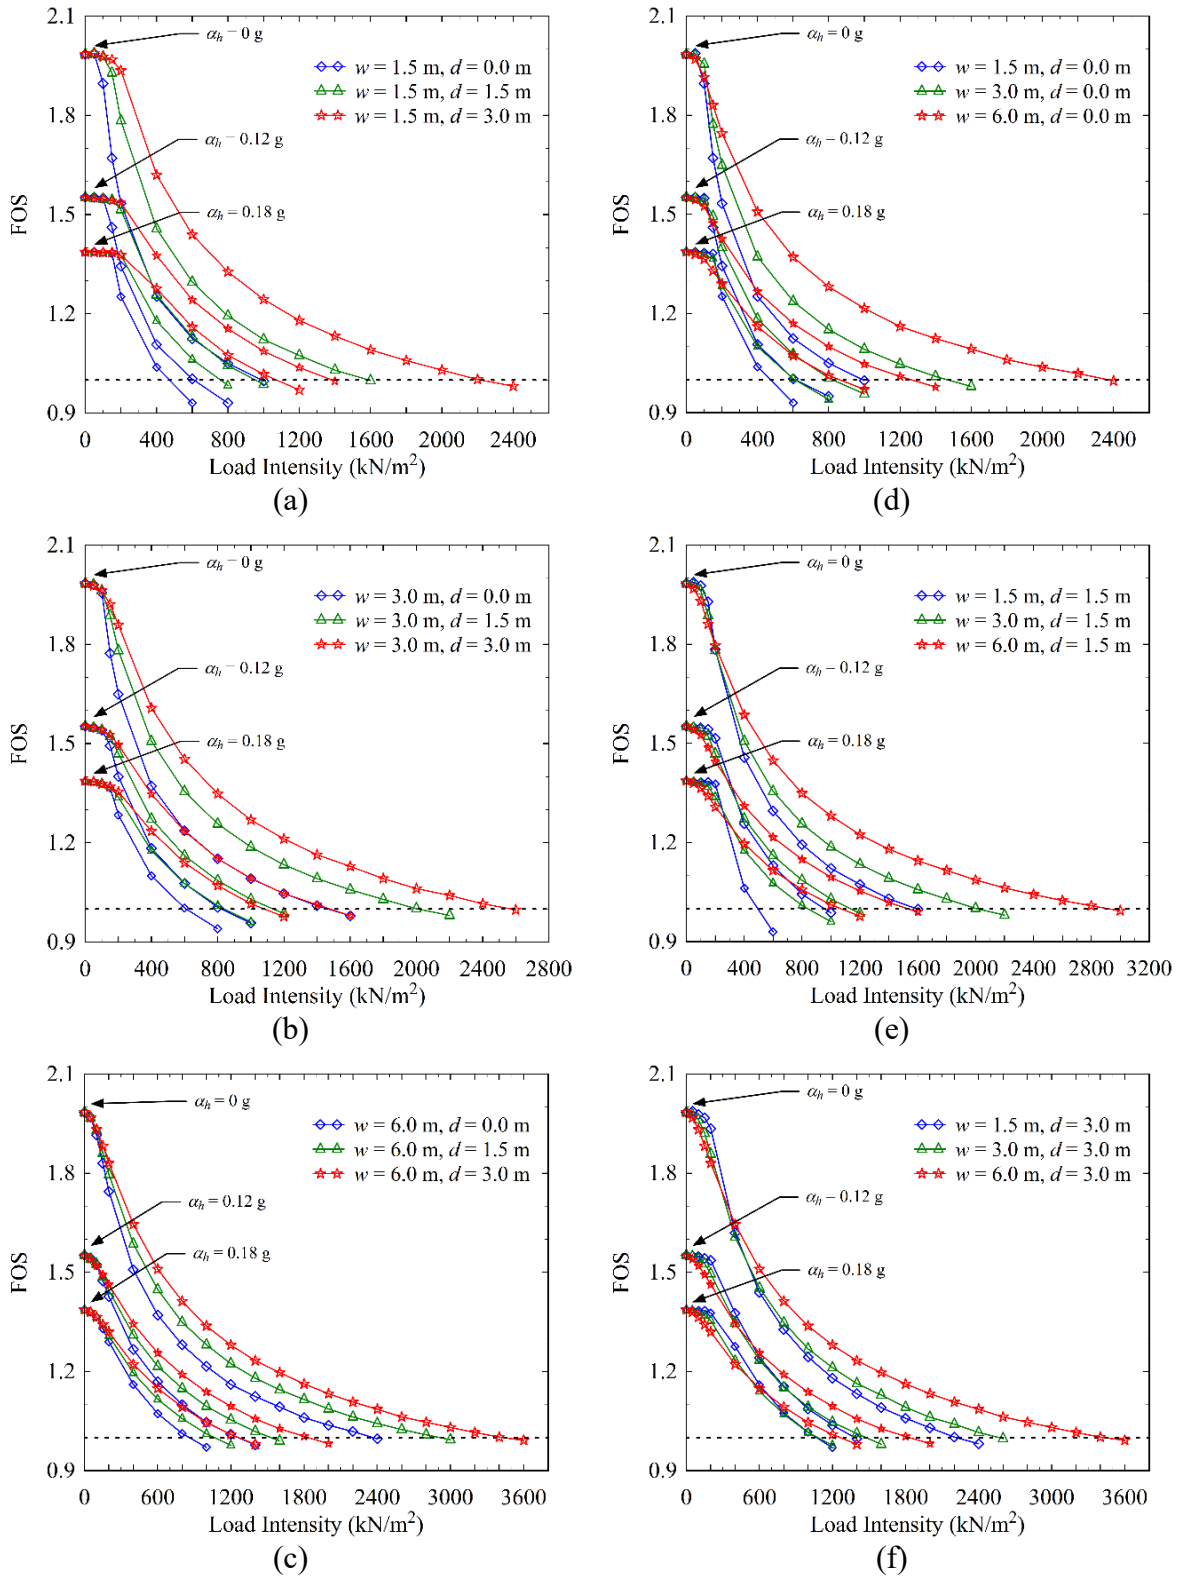 2.1
1.8
1.5
1.2
0.9
FOS
αh = 0 g
αh = 0.12 g
αh = 0.18 g
w = 1.5 m, d = 0.0 m
w = 1.5 m, d = 1.5 m
w = 1.5 m, d = 3.0 m
0 400 800 1200 1600 2000 2400
Load Intensity (kN/m²)
(a)
2.1
1.8
1.5
1.2
0.9
FOS
αh = 0 g
αh = 0.12 g
αh = 0.18 g
w = 1.5 m, d = 0.0 m
w = 3.0 m, d = 0.0 m
w = 6.0 m, d = 0.0 m
0 400 800 1200 1600 2000 2400
Load Intensity (kN/m²)
(d)
2.1
1.8
1.5
1.2
0.9
FOS
αh = 0 g
αh = 0.12 g
αh = 0.18 g
w = 3.0 m, d = 0.0 m
w = 3.0 m, d = 1.5 m
w = 3.0 m, d = 3.0 m
0 400 800 1200 1600 2000 2400 2800
Load Intensity (kN/m²)
(b)
2.1
1.8
1.5
1.2
0.9
FOS
αh = 0 g
αh = 0.12 g
αh = 0.18 g
w = 1.5 m, d = 1.5 m
w = 3.0 m, d = 1.5 m
w = 6.0 m, d = 1.5 m
0 400 800 1200 1600 2000 2400 2800 3200
Load Intensity (kN/m²)
(e)
2.1
1.8
1.5
1.2
0.9
FOS
αh = 0 g
αh = 0.12 g
αh = 0.18 g
w = 6.0 m, d = 0.0 m
w = 6.0 m, d = 1.5 m
w = 6.0 m, d = 3.0 m
0 600 1200 1800 2400 3000 3600
Load Intensity (kN/m²)
(c)
2.1
1.8
1.5
1.2
0.9
FOS
αh = 0 g
αh = 0.12 g
αh = 0.18 g
w = 1.5 m, d = 3.0 m
w = 3.0 m, d = 3.0 m
w = 6.0 m, d = 3.0 m
0 600 1200 1800 2400 3000 3600
Load Intensity (kN/m²)
(f)